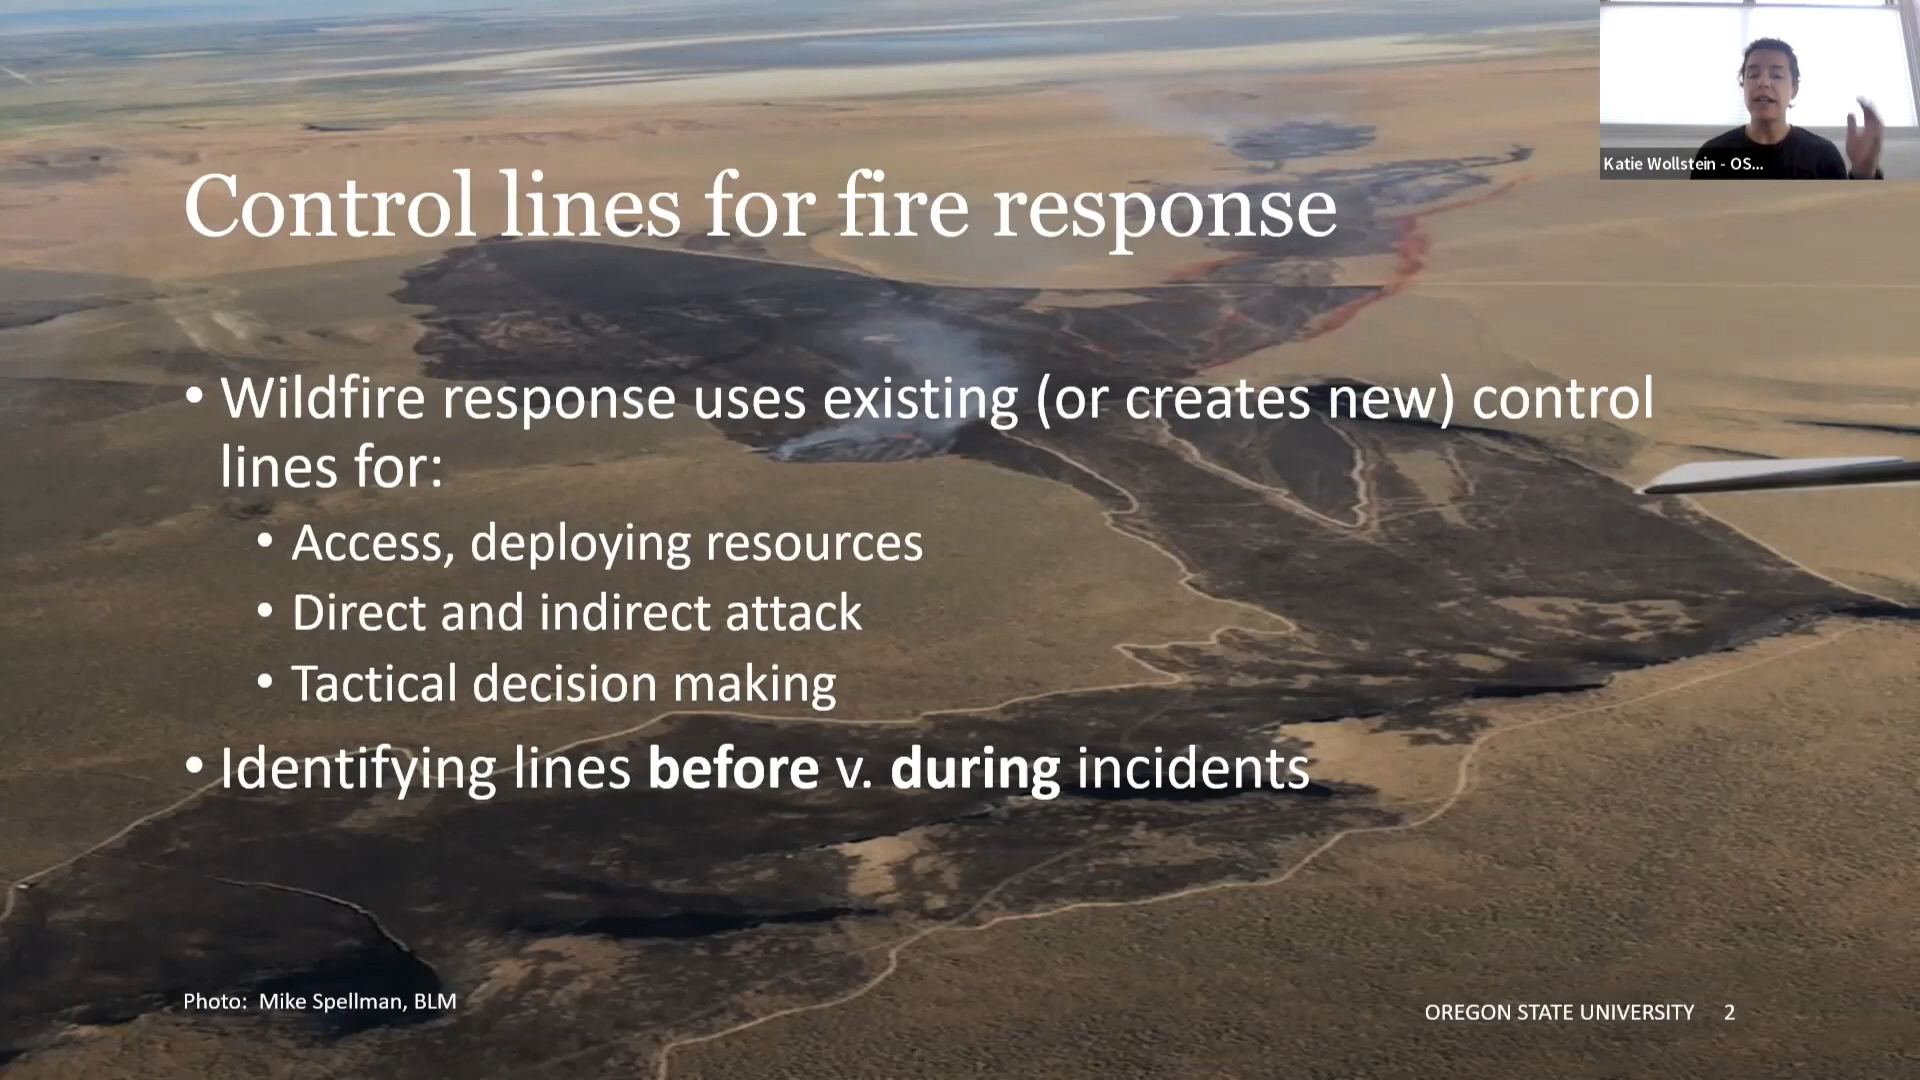 Katie Wollstein - OS...
Control lines for fire response
• Wildfire response uses existing (or creates new) control
lines for:
• Access, deploying resources
• Direct and indirect attack
• Tactical decision making
• Identifying lines before v. during incidents
Photo: Mike Spellman, BLM
OREGON STATE UNIVERSITY 2